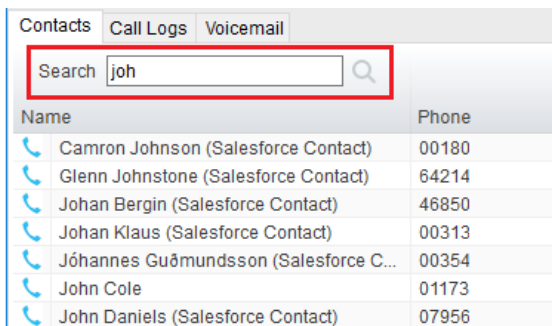 Contacts Call Logs Voicemail
Search joh
Name Phone
Camron Johnson (Salesforce Contact) 00180
Glenn Johnstone (Salesforce Contact) 64214
Johan Bergin (Salesforce Contact) 46850
Johan Klaus (Salesforce Contact) 00313
Jóhannes Guðmundsson (Salesforce C... 00354
John Cole 01173
John Daniels (Salesforce Contact) 07956